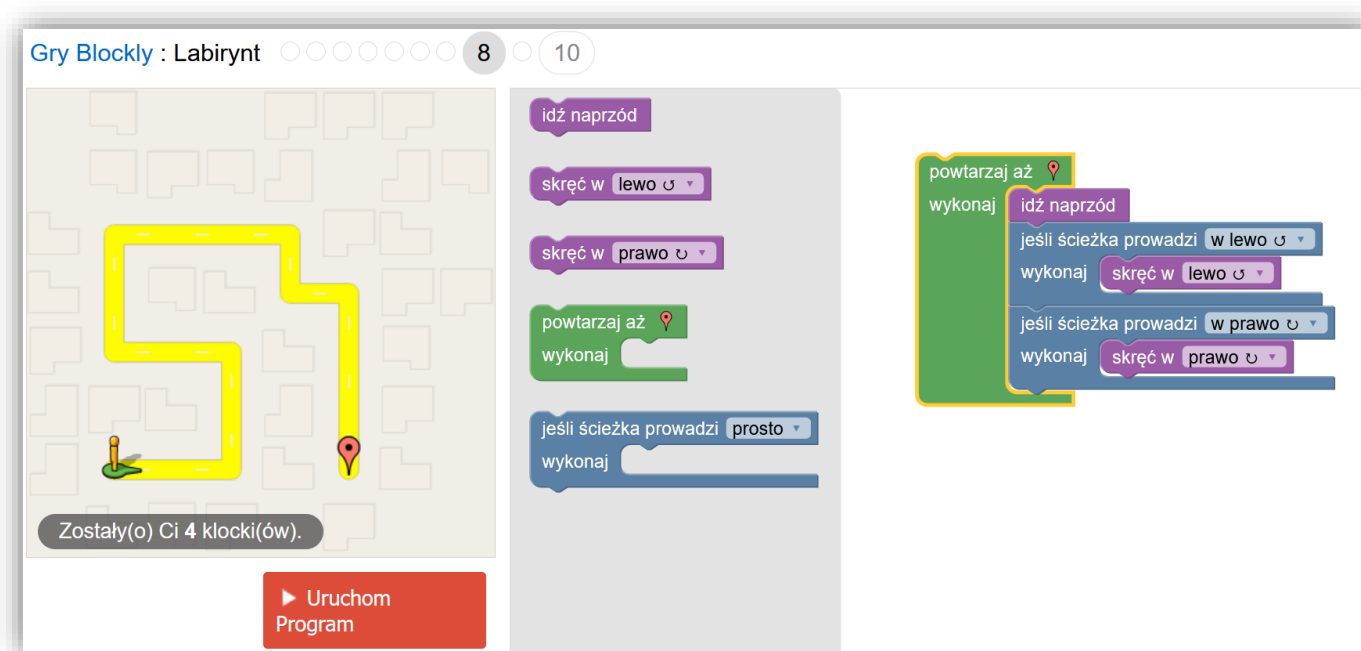 Gry Blockly : Labirynt 8 10
Zostały(o) Ci 4 klocki(ów).
Uruchom
Program
idź naprzód
skręć w lewo ↺ ▼
skręć w prawo ↻ ▼
powtarzaj aż
wykonaj
jeśli ścieżka prowadzi prosto ▼
wykonaj
powtarzaj aż
wykonaj idź naprzód
jeśli ścieżka prowadzi w lewo ↺ ▼
wykonaj skręć w lewo ↺ ▼
jeśli ścieżka prowadzi w prawo ↻ ▼
wykonaj skręć w prawo ↻ ▼